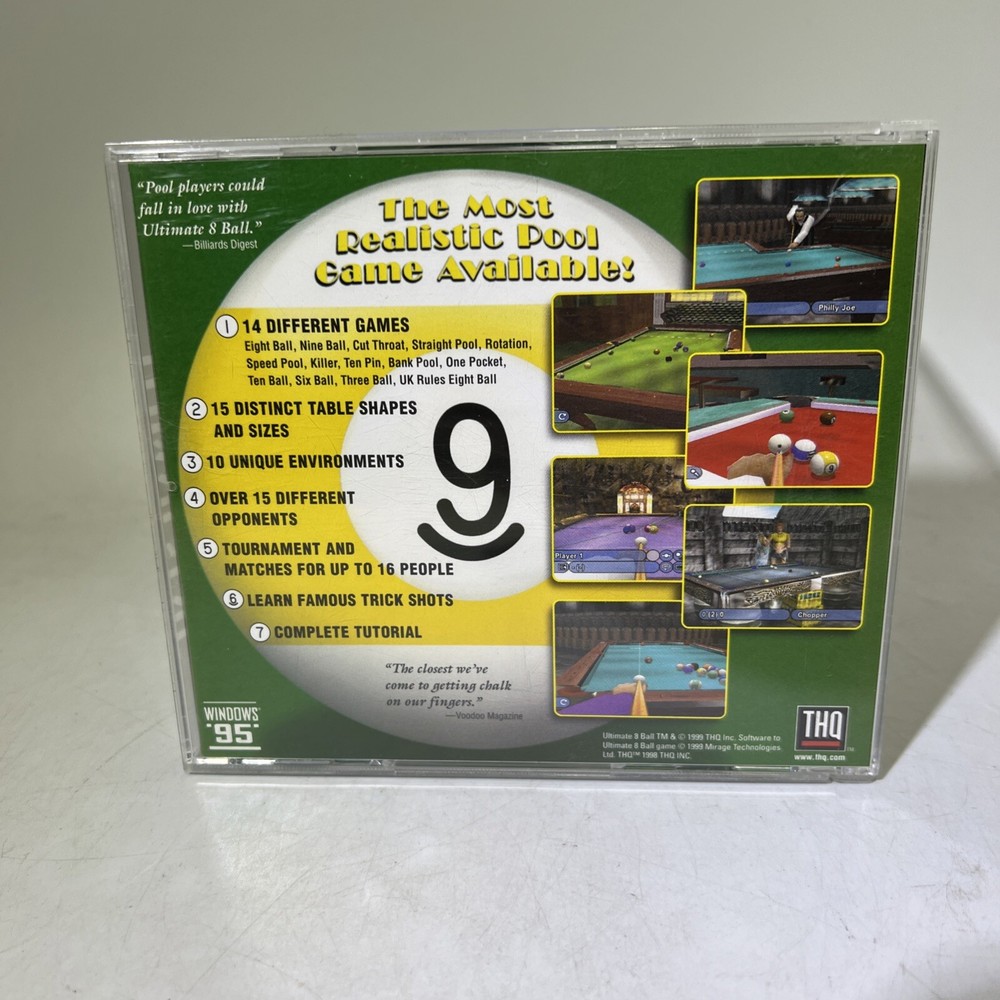 "Pool players could
fall in love with
Ultimate 8 Ball."
—Billiards Digest
The Most
Realistic Pool
Game Available!
1 14 DIFFERENT GAMES
Eight Ball, Nine Ball, Cut Throat, Straight Pool, Rotation,
Speed Pool, Killer, Ten Pin, Bank Pool, One Pocket,
Ten Ball, Six Ball, Three Ball, UK Rules Eight Ball
2 15 DISTINCT TABLE SHAPES
AND SIZES
3 10 UNIQUE ENVIRONMENTS
4 OVER 15 DIFFERENT
OPPONENTS
5 TOURNAMENT AND
MATCHES FOR UP TO 16 PEOPLE
6 LEARN FAMOUS TRICK SHOTS
7 COMPLETE TUTORIAL
9
"The closest we've
come to getting chalk
on our fingers."
—Voodoo Magazine
Philly Joe
9
Player 1
Chopper
WINDOWS®
'95
Ultimate 8 Ball TM & © 1999 THQ Inc. Software to
Ultimate 8 Ball game © 1999 Mirage Technologies.
Ltd. THQ™ 1998 THQ INC.
THQ
www.thq.com